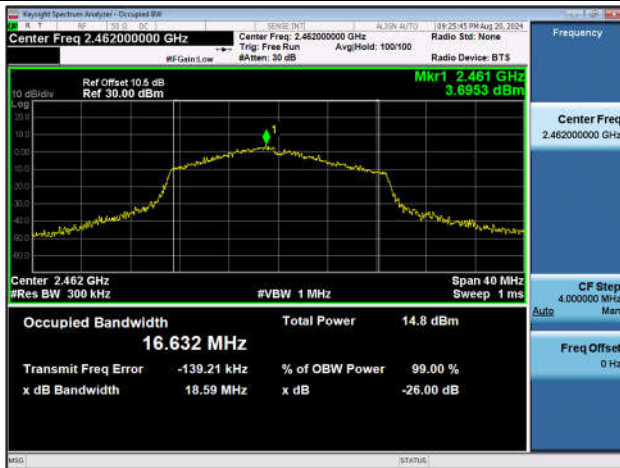 Keysight Spectrum Analyzer - Occupied BW
R T RF 50 Ω DC SENSE:INT ALIGN AUTO 09:25:45 PM Aug 20, 2024
Center Freq 2.462000000 GHz Center Freq: 2.462000000 GHz Radio Std: None Frequency
Trig: Free Run Avg|Hold: 100/100
#IFGain:Low #Atten: 30 dB Radio Device: BTS
Mkr1 2.461 GHz
Ref Offset 10.5 dB
10 dB/div Ref 30.00 dBm 3.6953 dBm
Log
20.0
10.0
1
0.00
-10.0
-20.0
-30.0
-40.0
-50.0
-60.0
Center Freq
2.462000000 GHz
Center 2.462 GHz Span 40 MHz
#Res BW 300 kHz #VBW 1 MHz Sweep 1 ms
CF Step
4.000000 MHz
Auto Man
Occupied Bandwidth Total Power 14.8 dBm
16.632 MHz
Freq Offset
0 Hz
Transmit Freq Error -139.21 kHz % of OBW Power 99.00 %
x dB Bandwidth 18.59 MHz x dB -26.00 dB
MSG STATUS